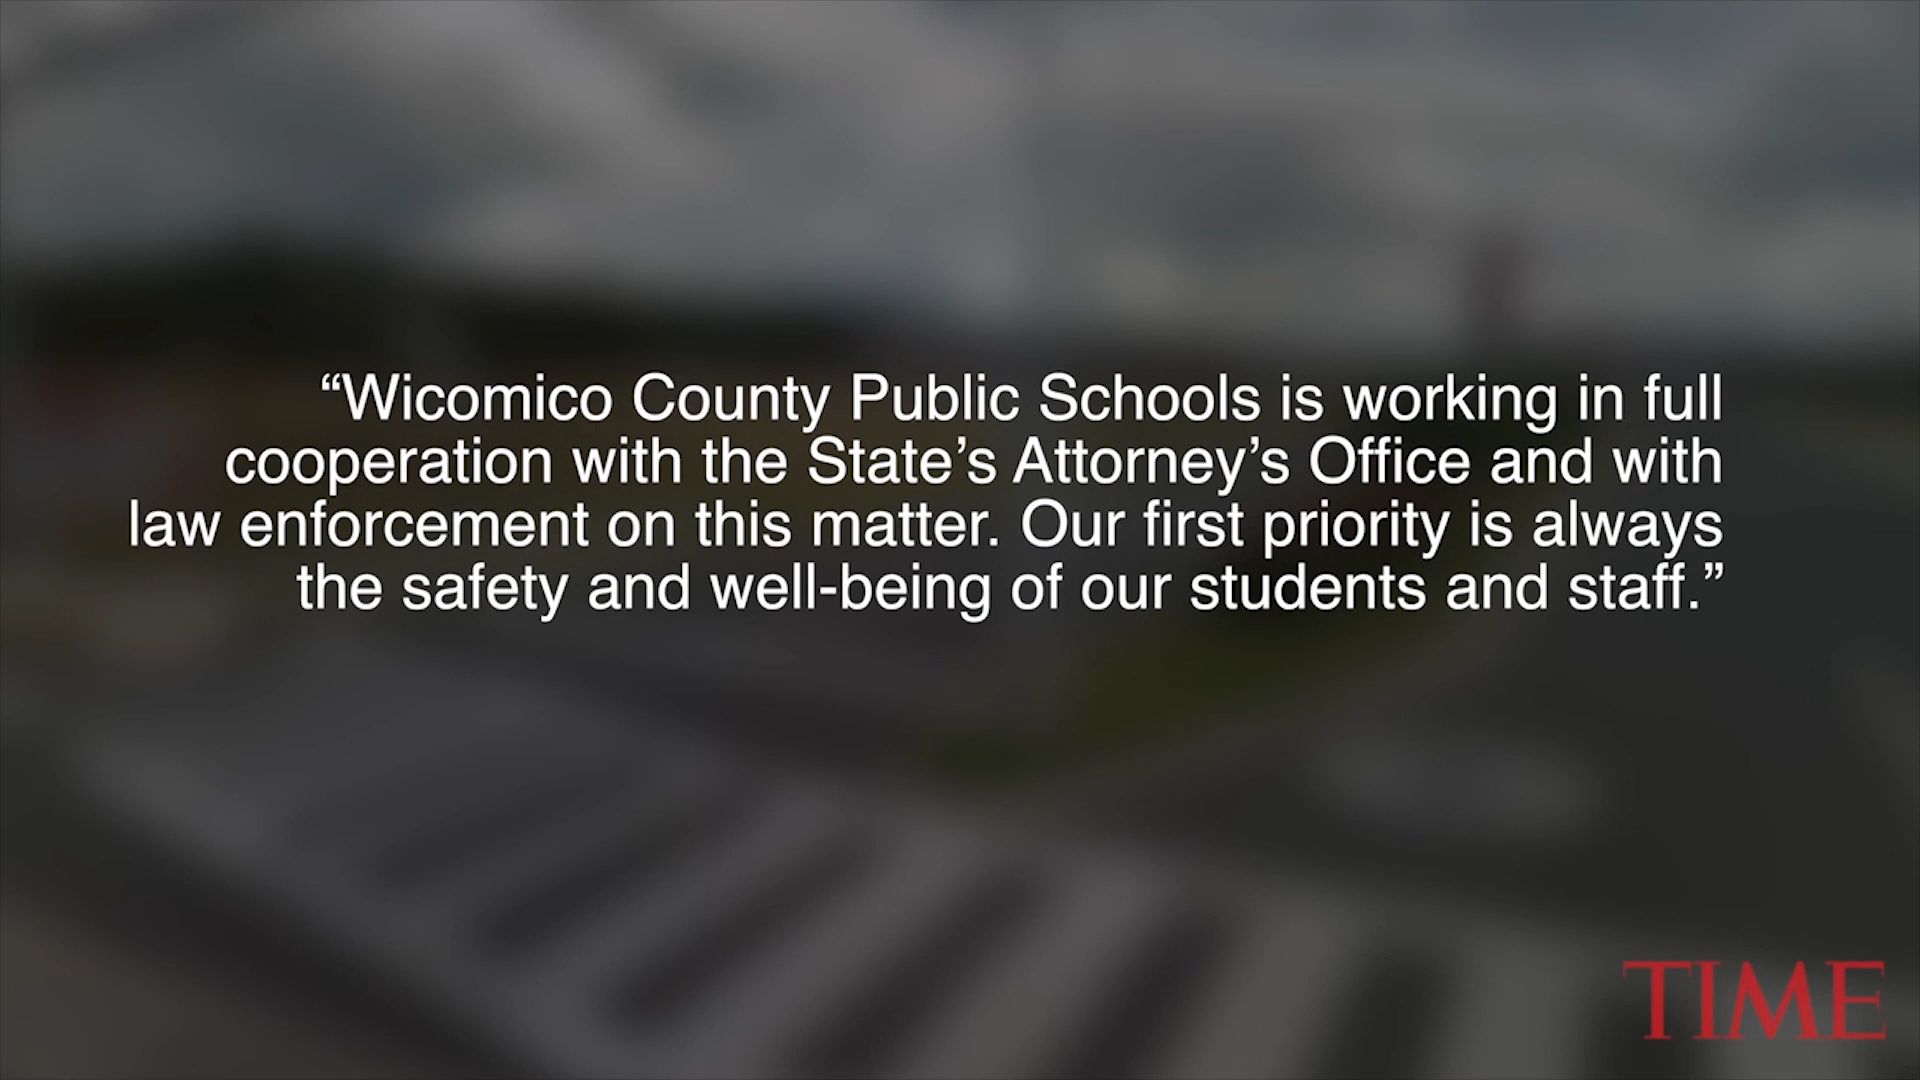 “Wicomico County Public Schools is working in full
cooperation with the State’s Attorney’s Office and with
law enforcement on this matter. Our first priority is always
the safety and well-being of our students and staff.”
TIME